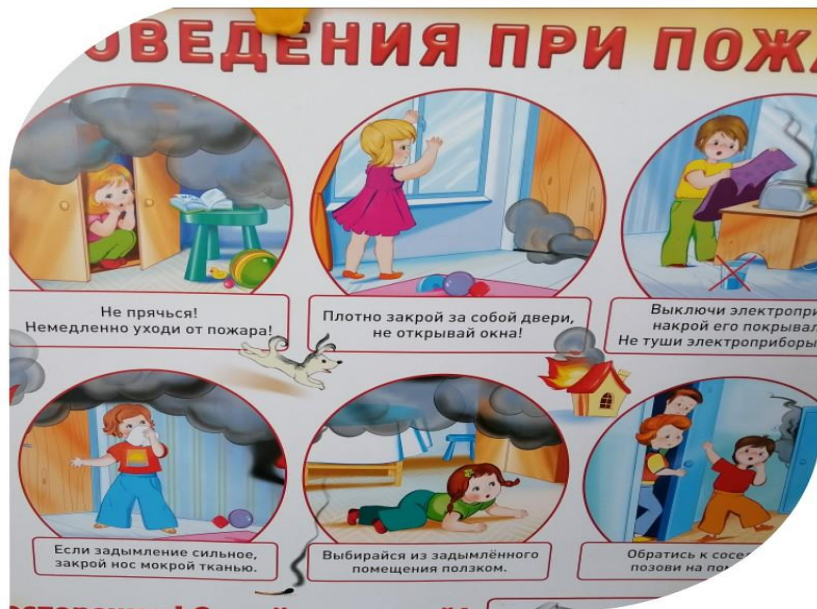 ОВЕДЕНИЯ ПРИ ПОЖ
Не прячься!
Немедленно уходи от пожара!
Плотно закрой за собой двери,
не открывай окна!
Выключи электропри
накрой его покрывал
Не туши электроприборы
Если задымление сильное,
закрой нос мокрой тканью.
Выбирайся из задымлённого
помещения ползком.
Обратись к сосе
позови на по